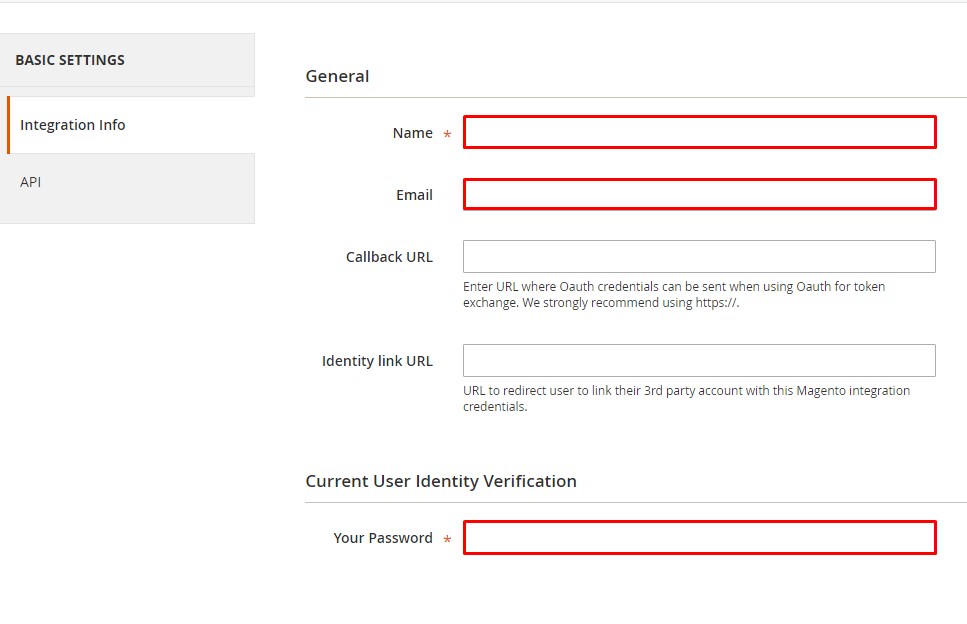 BASIC SETTINGS
Integration Info
API
General
Name *
Email
Callback URL
Enter URL where Oauth credentials can be sent when using Oauth for token
exchange. We strongly recommend using https://.
Identity link URL
URL to redirect user to link their 3rd party account with this Magento integration
credentials.
Current User Identity Verification
Your Password *